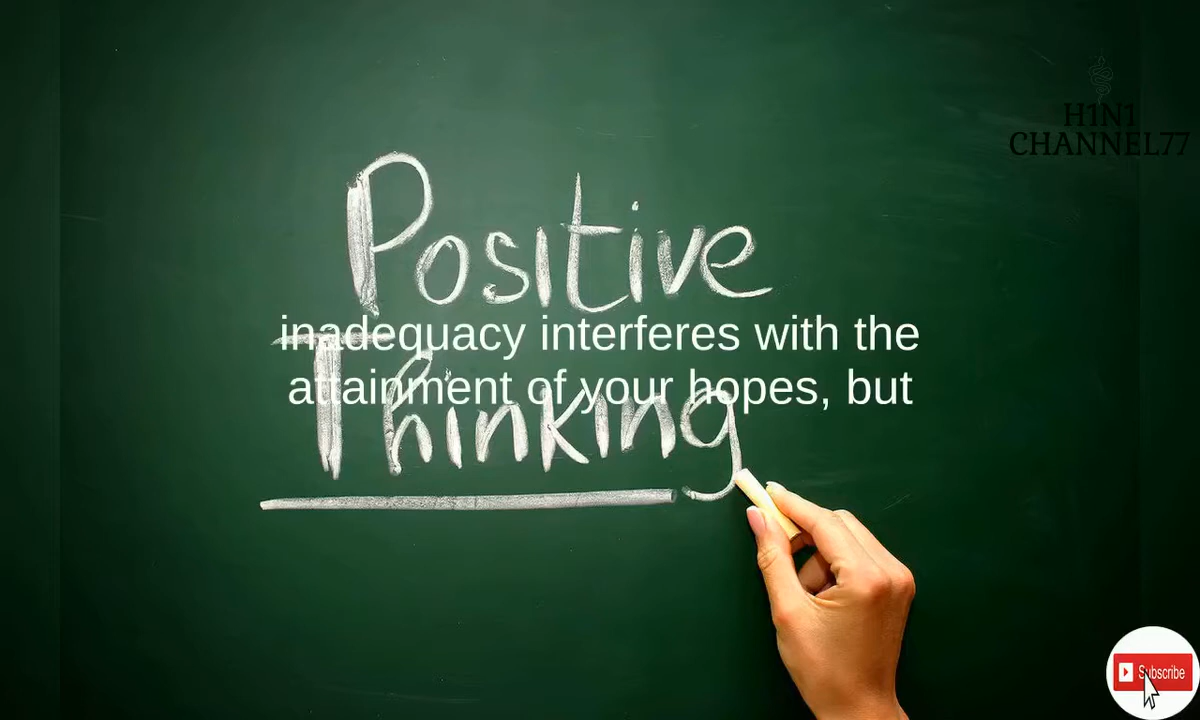 H1N1
CHANNEL77
Positive
inadequacy interferes with the
Thinking
attainment of your hopes, but
Subscribe